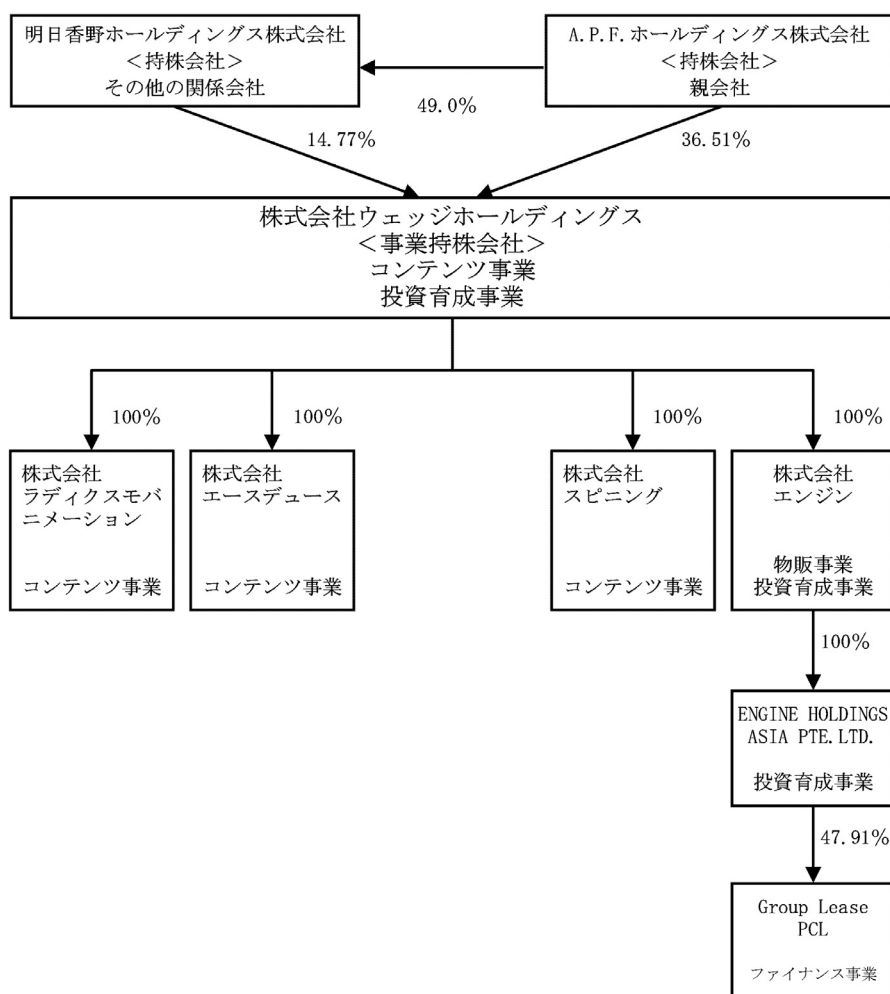 明日香野ホールディングス株式会社
＜持株会社＞
その他の関係会社
A.P.F.ホールディングス株式会社
＜持株会社＞
親会社
49.0%
14.77%
36.51%
株式会社ウェッジホールディングス
＜事業持株会社＞
コンテンツ事業
投資育成事業
100%
100%
100%
100%
株式会社
ラディクスモバ
ニメーション
コンテンツ事業
株式会社
エースデュース
コンテンツ事業
株式会社
スピニング
コンテンツ事業
株式会社
エンジン
物販事業
投資育成事業
100%
ENGINE HOLDINGS
ASIA PTE.LTD.
投資育成事業
47.91%
Group Lease
PCL
ファイナンス事業